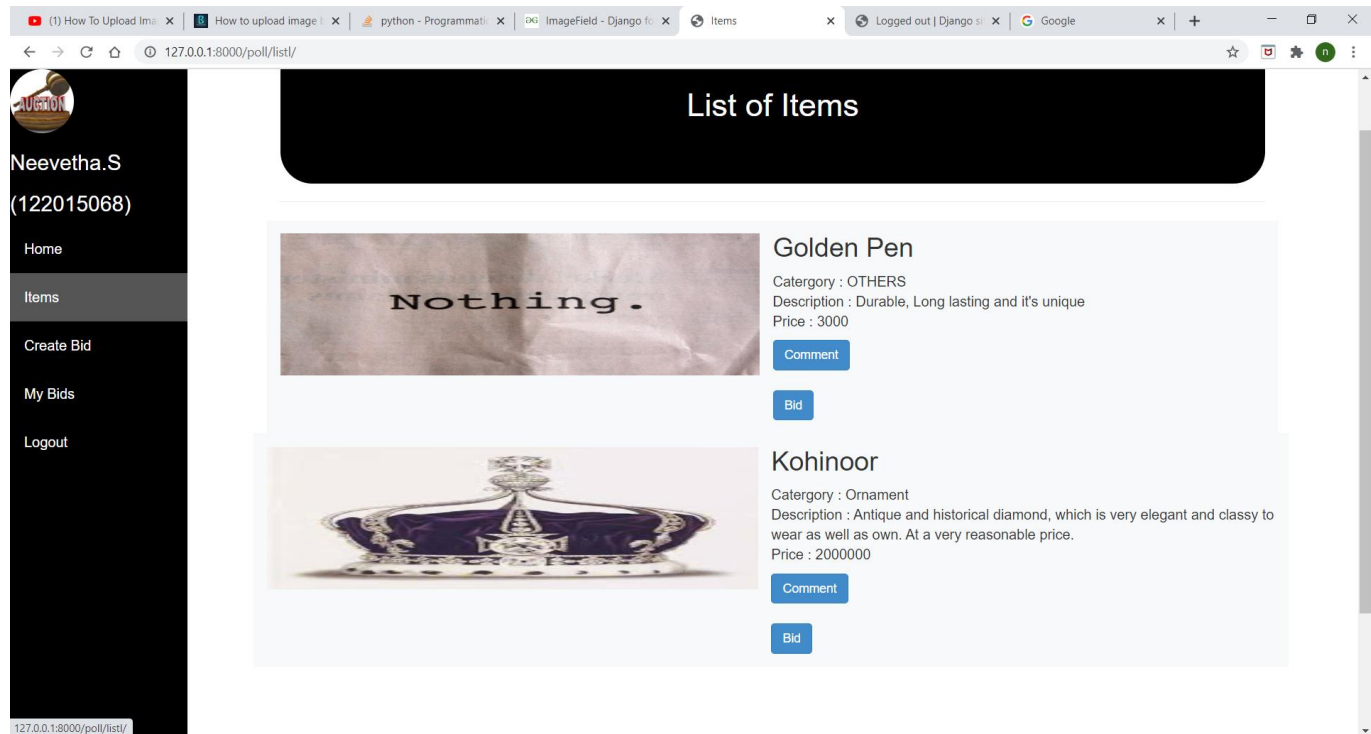 (1) How To Upload Ima
How to upload image
python - Programmatic
ImageField - Django fo
Items
Logged out | Django si
Google
127.0.0.1:8000/poll/listl/
n
AUCTION
Neevetha.S
(122015068)
Home
Items
Create Bid
My Bids
Logout
List of Items
Nothing.
Golden Pen
Catergory : OTHERS
Description : Durable, Long lasting and it's unique
Price : 3000
Comment
Bid
Kohinoor
Catergory : Ornament
Description : Antique and historical diamond, which is very elegant and classy to
wear as well as own. At a very reasonable price.
Price : 2000000
Comment
Bid
127.0.0.1:8000/poll/listl/